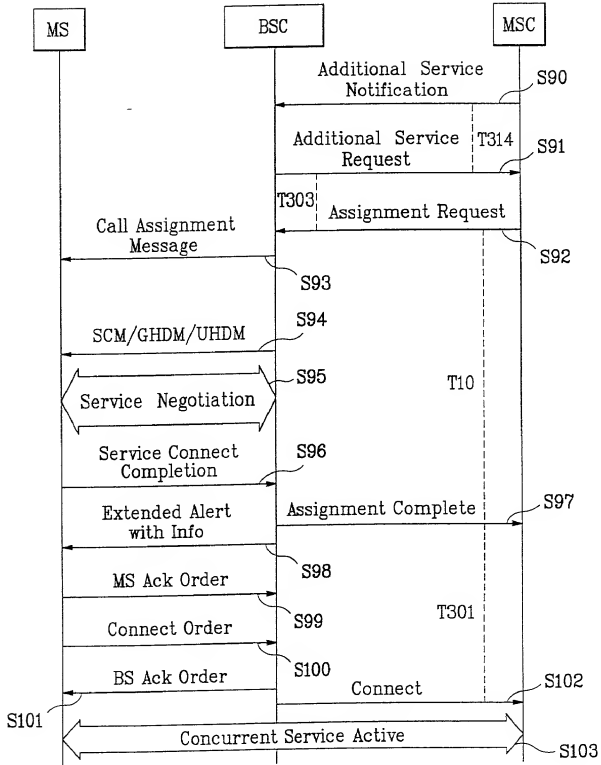 MS
BSC
MSC
Additional Service
Notification
S90
Additional Service
Request
T314
S91
T303
Assignment Request
S92
Call Assignment
Message
S93
SCM/GHDM/UHDM
S94
Service Negotiation
S95
T10
Service Connect
Completion
S96
Assignment Complete
S97
Extended Alert
with Info
S98
MS Ack Order
S99
T301
Connect Order
S100
BS Ack Order
S101
Connect
S102
Concurrent Service Active
S103